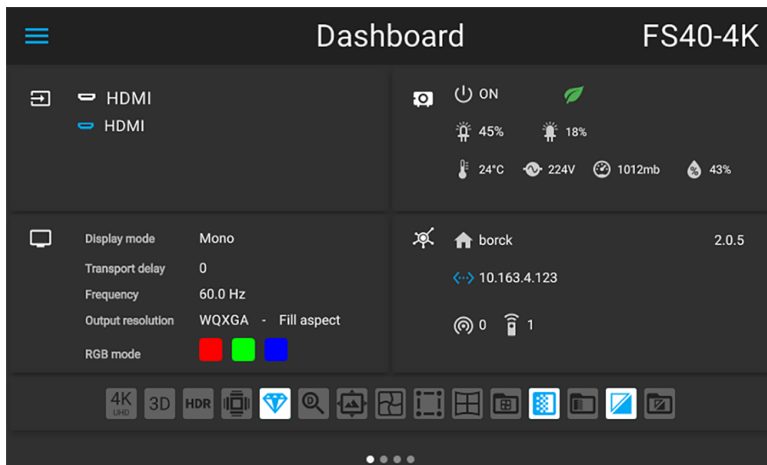 Dashboard
FS40-4K
HDMI
HDMI
ON
45%
18%
24°C
224V
1012mb
%
43%
Display mode
Mono
Transport delay
0
Frequency
60.0 Hz
Output resolution
WQXGA - Fill aspect
RGB mode
borck
2.0.5
10.163.4.123
0
1
4K
UHD
3D
HDR
D